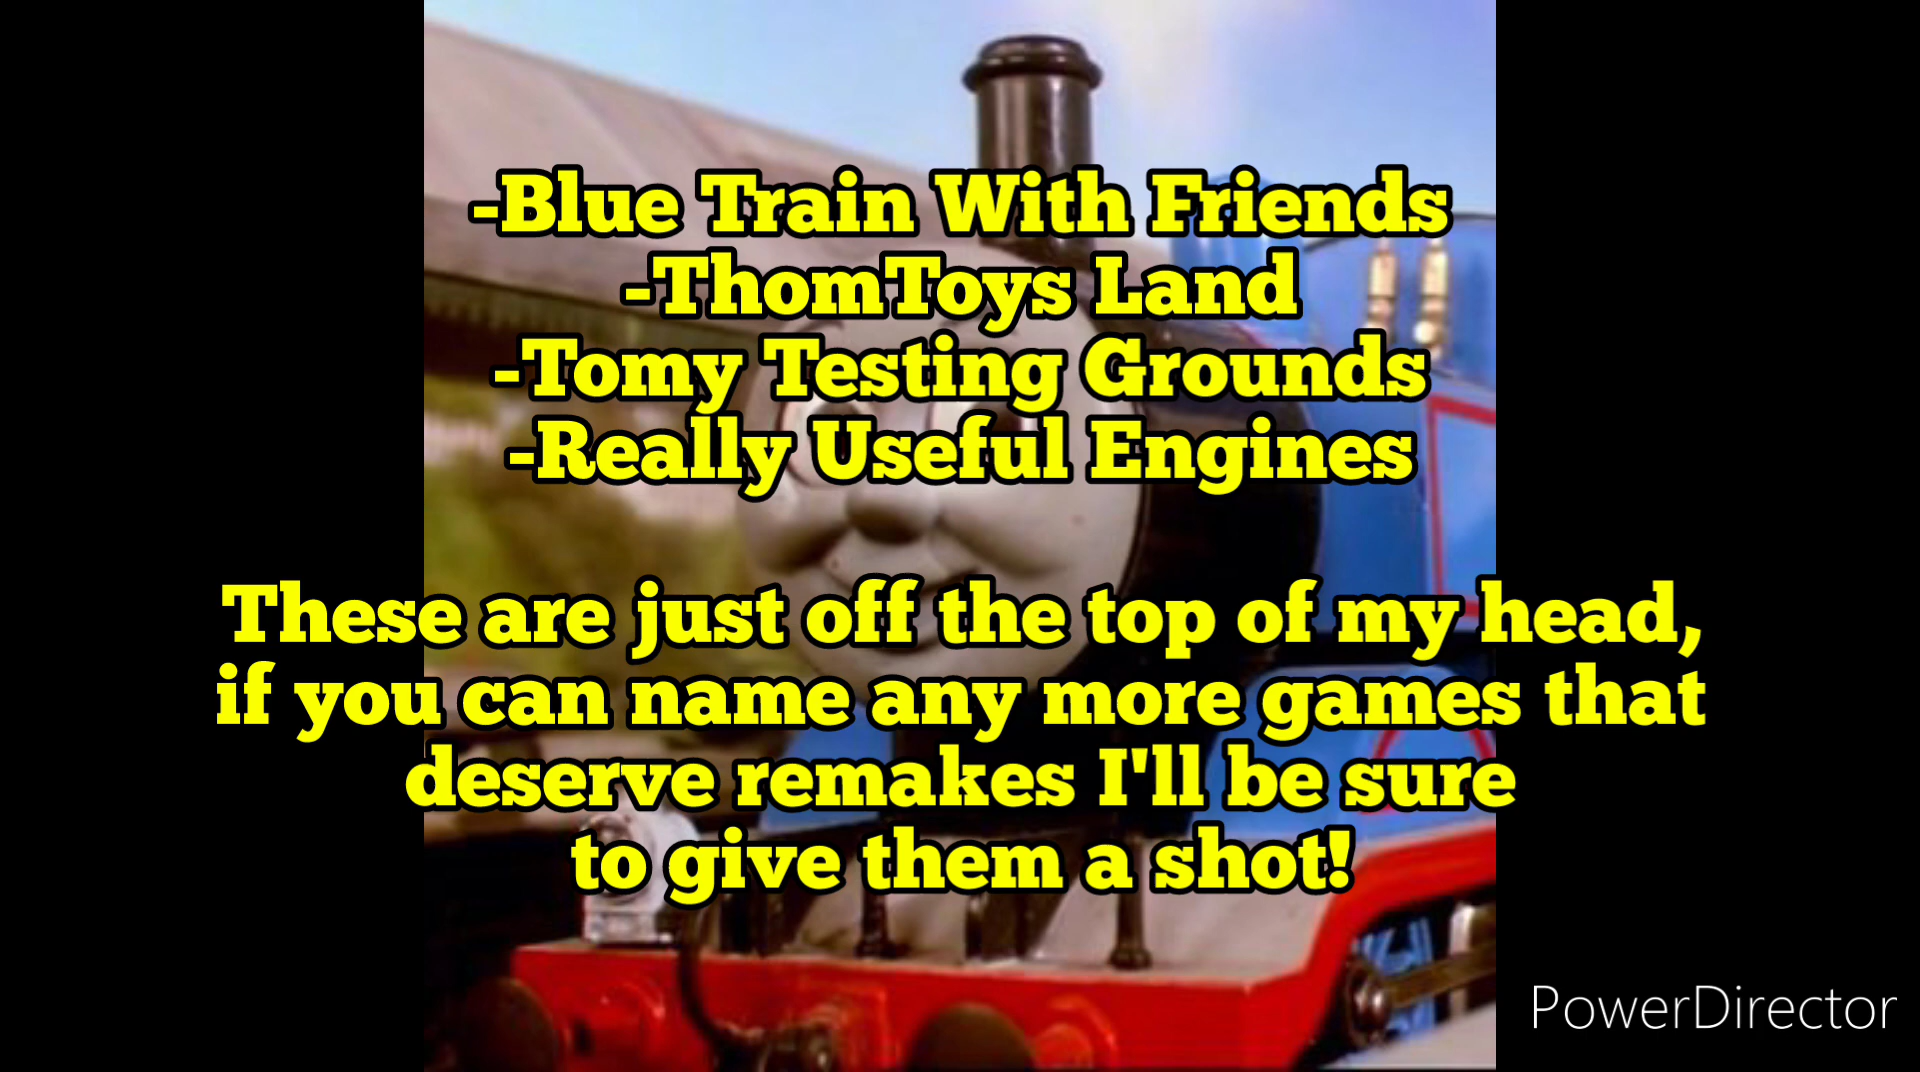 -Blue Train With Friends
-ThomToys Land
-Tomy Testing Grounds
-Really Useful Engines
These are just off the top of my head,
if you can name any more games that
deserve remakes I'll be sure
to give them a shot!
PowerDirector